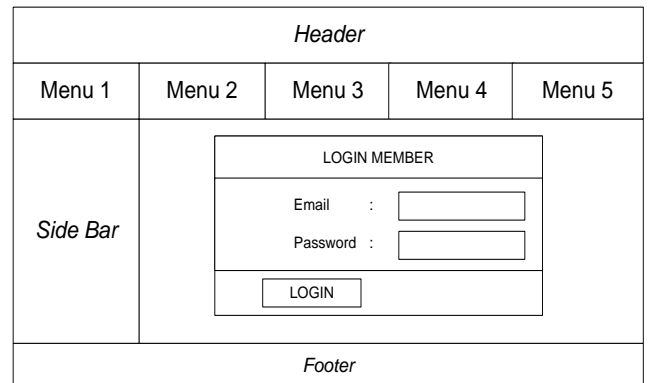 Header
Menu 1 Menu 2 Menu 3 Menu 4 Menu 5
Side Bar
LOGIN MEMBER
Email :
Password :
LOGIN
Footer